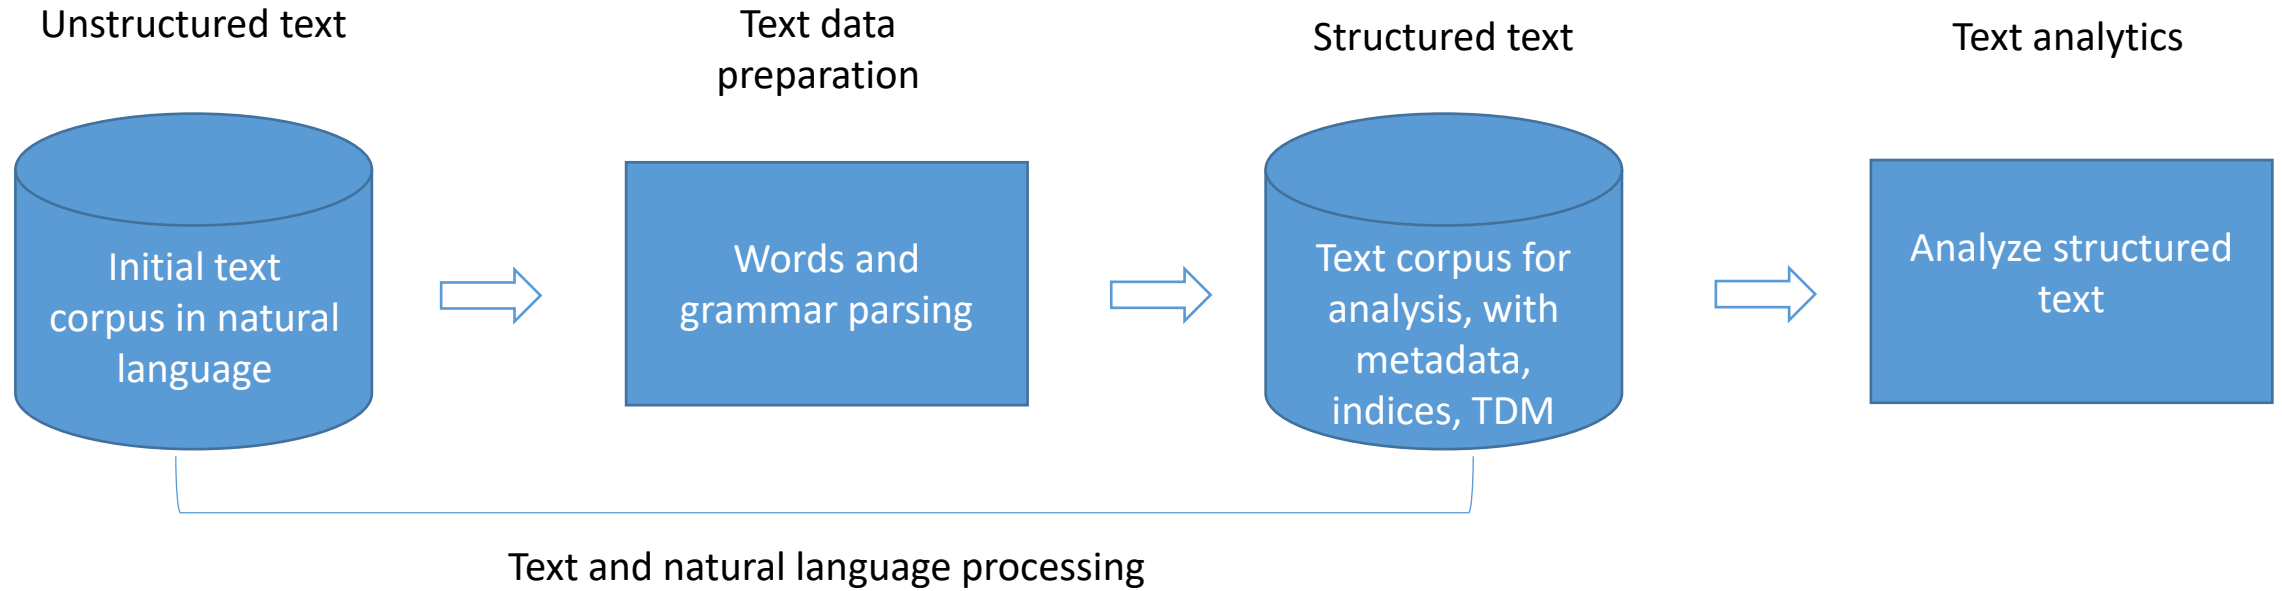 Unstructured text
Text data
preparation
Structured text
Text analytics
Initial text
corpus in natural
language
Words and
grammar parsing
Text corpus for
analysis, with
metadata,
indices, TDM
Analyze structured
text
Text and natural language processing